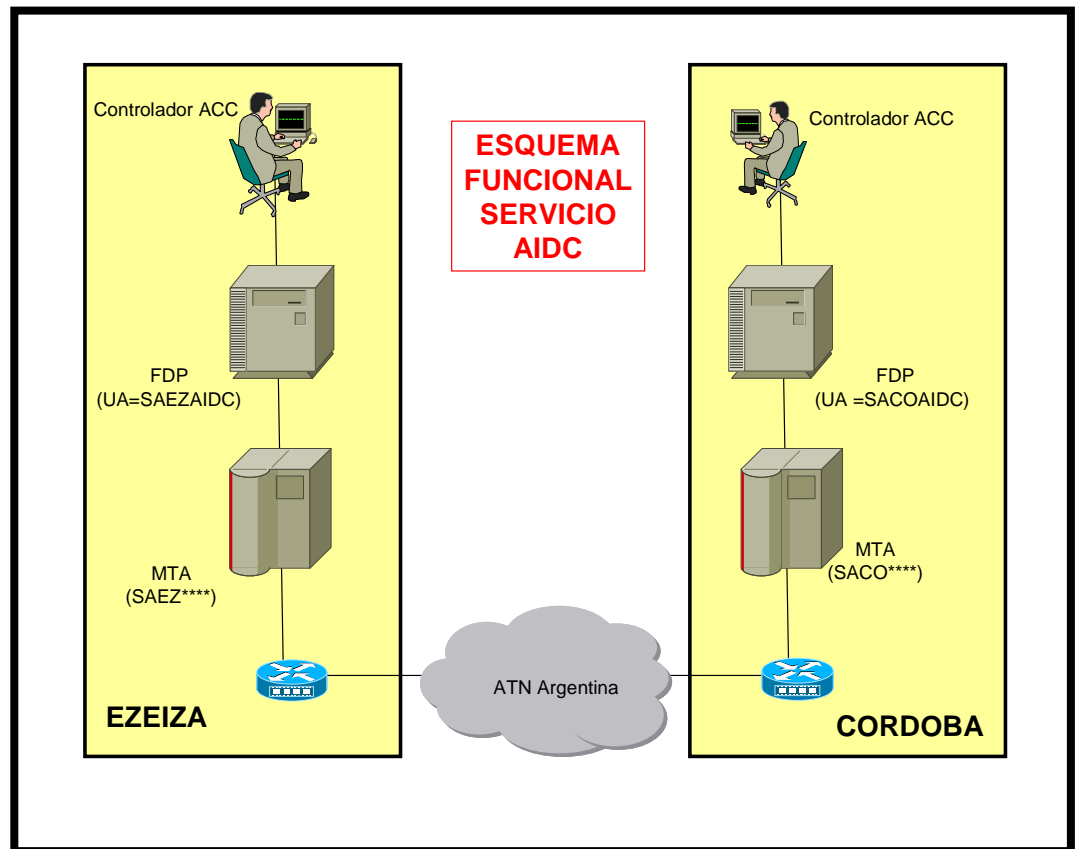 Controlador ACC
FDP
(UA=SAEZAIDC)
MTA
(SAEZ****)
EZEIZA
ESQUEMA
FUNCIONAL
SERVICIO
AIDC
ATN Argentina
Controlador ACC
FDP
(UA =SACOAIDC)
MTA
(SACO****)
CORDOBA